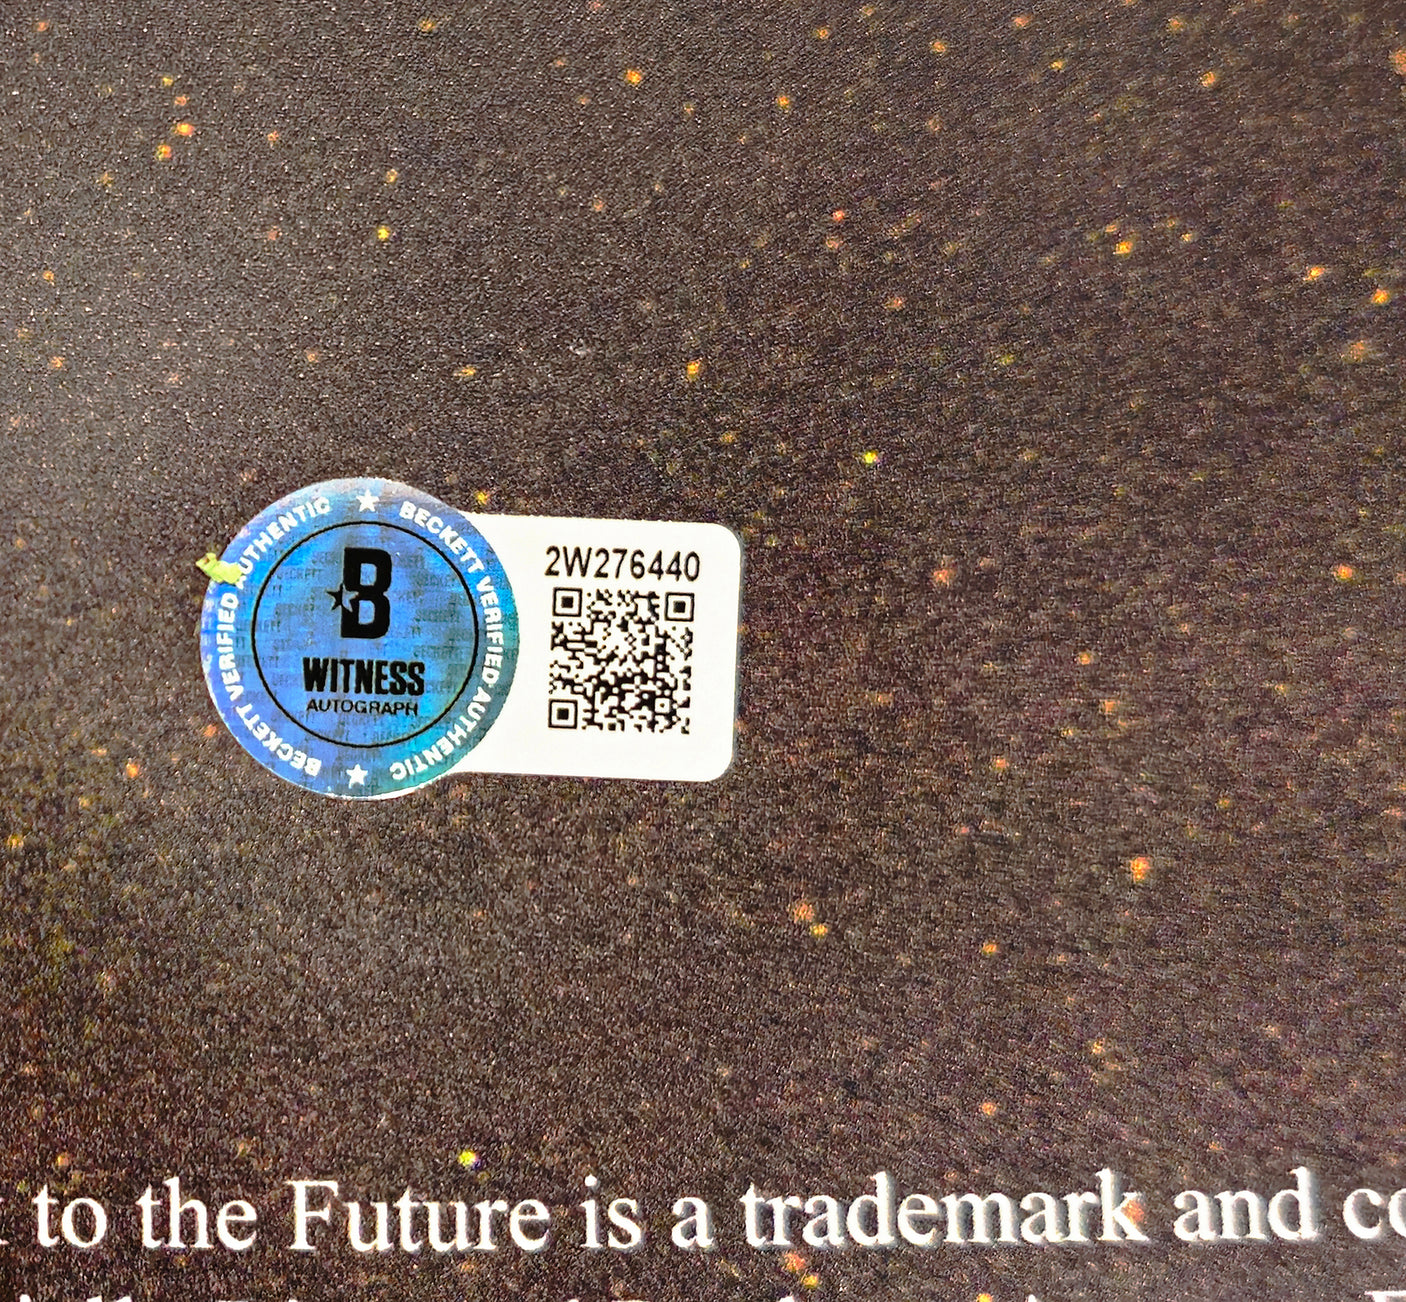 BECKETT VERIFIED AUTHENTIC ★ BECKETT VERIFIED AUTHENTIC ★
B
WITNESS
AUTOGRAPH
2W276440
to the Future is a trademark and